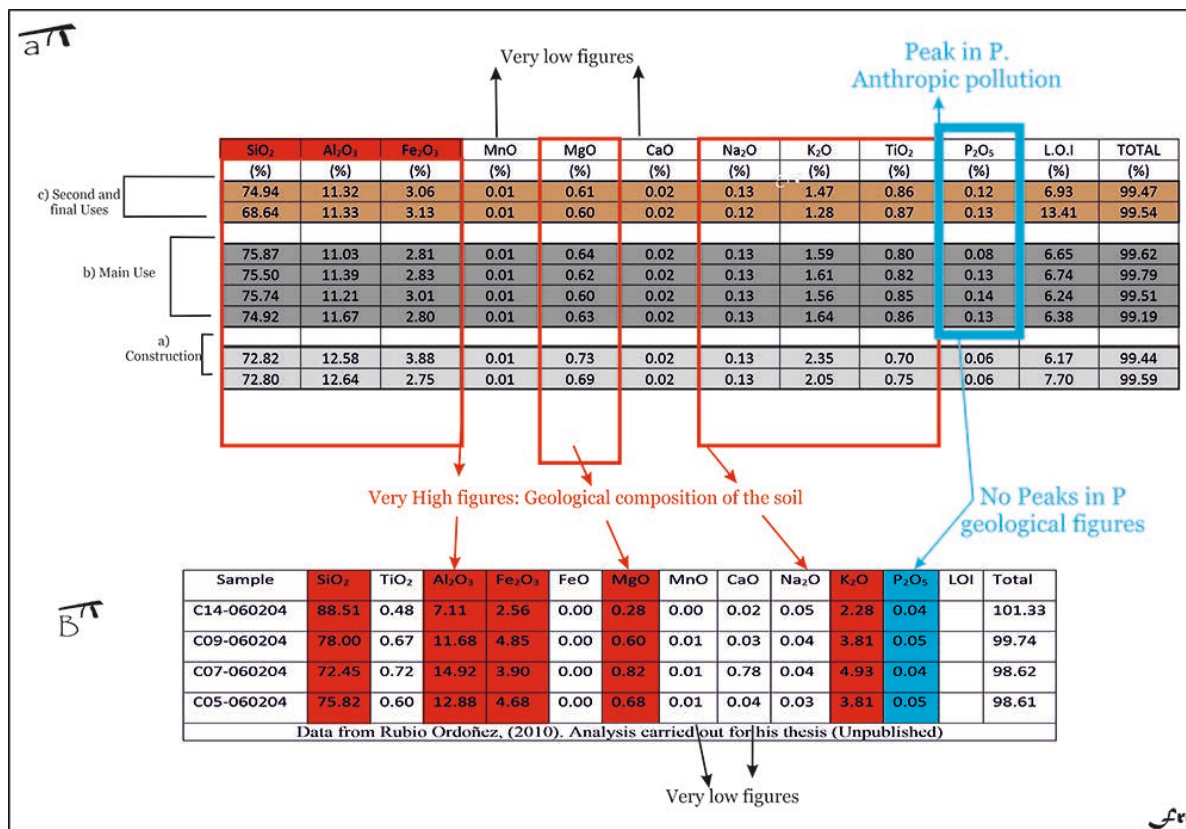 a
Very low figures
Peak in P.
Anthropic pollution
SiO₂ Al₂O₃ Fe₂O₃ MnO MgO CaO Na₂O K₂O TiO₂ P₂O₅ L.O.I TOTAL
(%) (%) (%) (%) (%) (%) (%) (%) (%) (%) (%) (%)
c) Second and
final Uses
74.94 11.32 3.06 0.01 0.61 0.02 0.13 1.47 0.86 0.12 6.93 99.47
68.64 11.33 3.13 0.01 0.60 0.02 0.12 1.28 0.87 0.13 13.41 99.54
b) Main Use
75.87 11.03 2.81 0.01 0.64 0.02 0.13 1.59 0.80 0.08 6.65 99.62
75.50 11.39 2.83 0.01 0.62 0.02 0.13 1.61 0.82 0.13 6.74 99.79
75.74 11.21 3.01 0.01 0.60 0.02 0.13 1.56 0.85 0.14 6.24 99.51
74.92 11.67 2.80 0.01 0.63 0.02 0.13 1.64 0.86 0.13 6.38 99.19
a)
Construction
72.82 12.58 3.88 0.01 0.73 0.02 0.13 2.35 0.70 0.06 6.17 99.44
72.80 12.64 2.75 0.01 0.69 0.02 0.13 2.05 0.75 0.06 7.70 99.59
Very High figures: Geological composition of the soil
No Peaks in P
geological figures
B
Sample SiO₂ TiO₂ Al₂O₃ Fe₂O₃ FeO MgO MnO CaO Na₂O K₂O P₂O₅ LOI Total
C14-060204 88.51 0.48 7.11 2.56 0.00 0.28 0.00 0.02 0.05 2.28 0.04 101.33
C09-060204 78.00 0.67 11.68 4.85 0.00 0.60 0.01 0.03 0.04 3.81 0.05 99.74
C07-060204 72.45 0.72 14.92 3.90 0.00 0.82 0.01 0.78 0.04 4.93 0.04 98.62
C05-060204 75.82 0.60 12.88 4.68 0.00 0.68 0.01 0.04 0.03 3.81 0.05 98.61
Data from Rubio Ordoñez, (2010). Analysis carried out for his thesis (Unpublished)
Very low figures